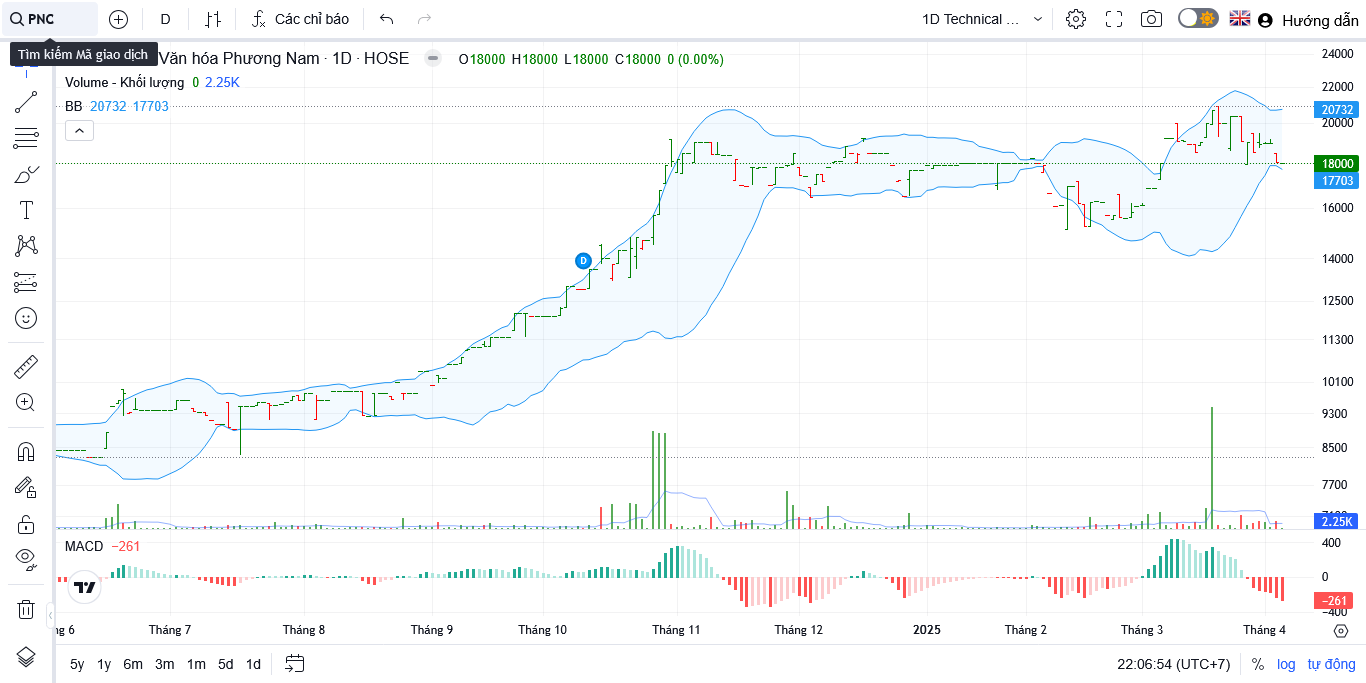 PNC D Các chỉ báo 1D Technical ... Hướng dẫn
Tìm kiếm Mã giao dịch
Văn hóa Phương Nam · 1D · HOSE O18000 H18000 L18000 C18000 0 (0.00%)
Volume - Khối lượng 0 2.25K
BB 20732 17703
24000
22000
20732
20000
18000
17703
16000
14000
12500
11300
10100
9300
8500
7700
2.25K
D
MACD −261
400
0
−261
−400
ng 6 Tháng 7 Tháng 8 Tháng 9 Tháng 10 Tháng 11 Tháng 12 2025 Tháng 2 Tháng 3 Tháng 4
5y 1y 6m 3m 1m 5d 1d 22:06:54 (UTC+7) % log tự động